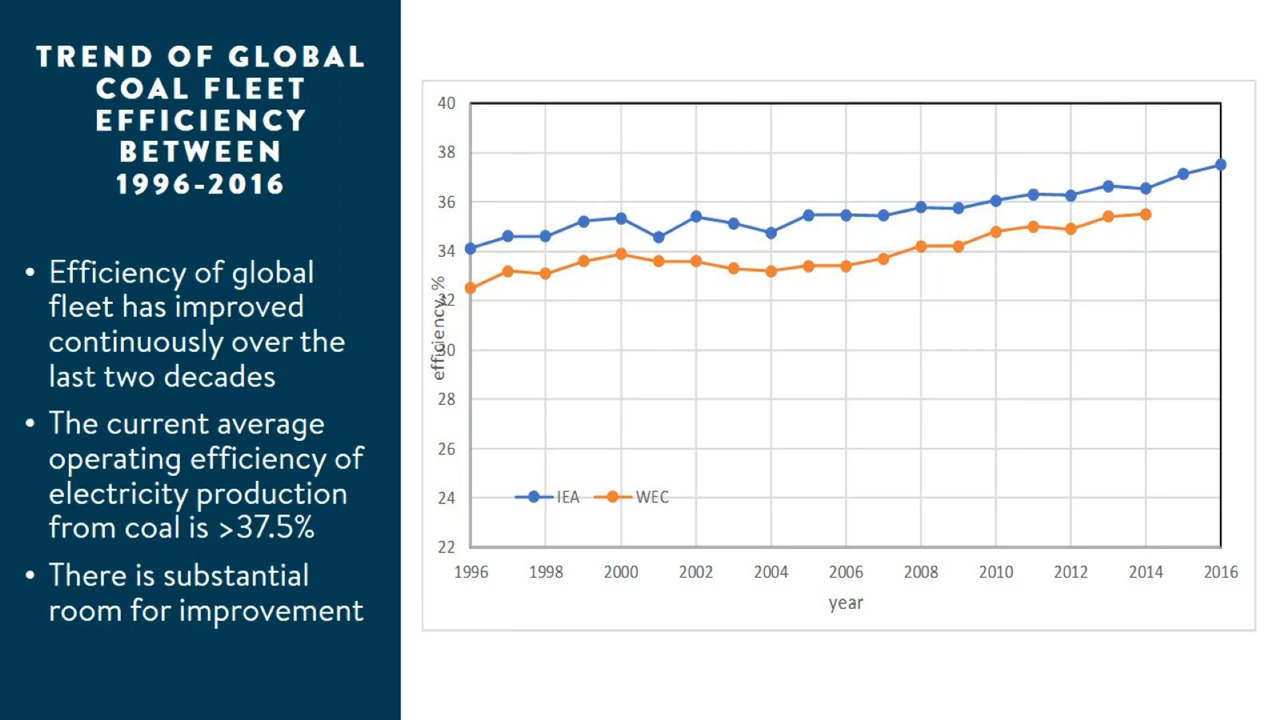 TREND OF GLOBAL
COAL FLEET
EFFICIENCY
BETWEEN
1996-2016
• Efficiency of global
fleet has improved
continuously over the
last two decades
• The current average
operating efficiency of
electricity production
from coal is >37.5%
• There is substantial
room for improvement
40
38
36
34
32
30
28
26
24
22
efficiency, %
IEA WEC
1996 1998 2000 2002 2004 2006 2008 2010 2012 2014 2016
year